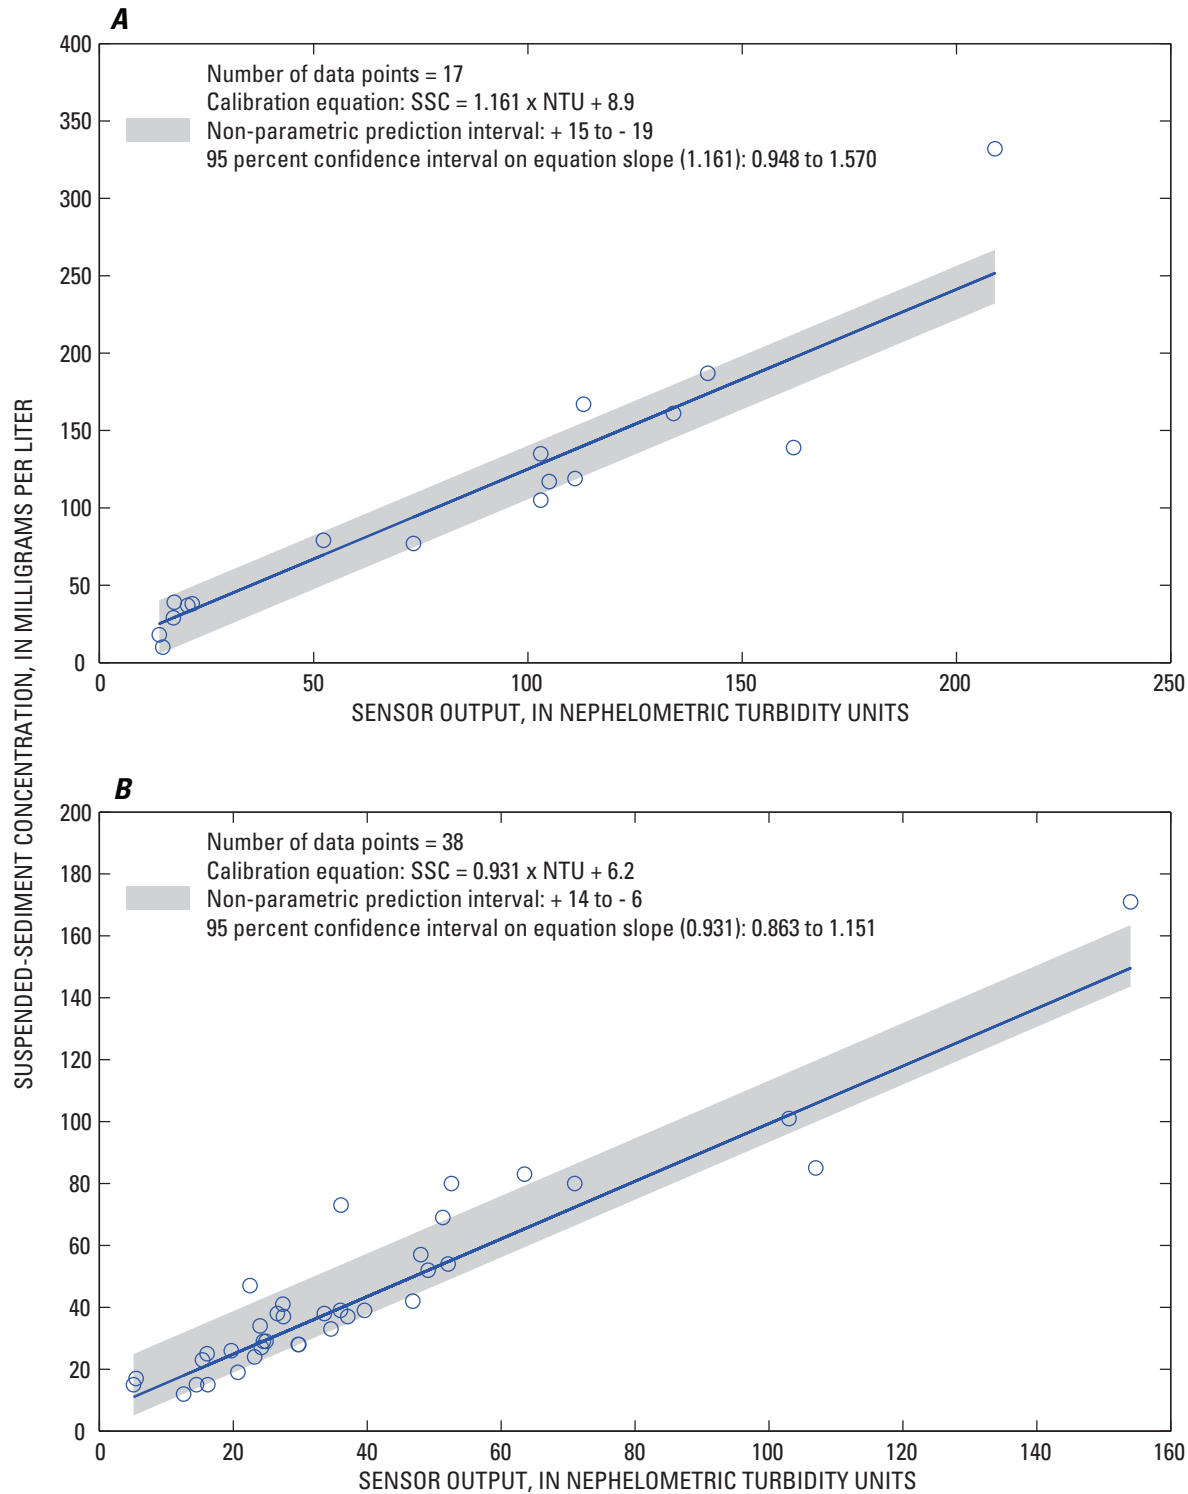 A
400
350
300
250
200
150
100
50
0
Number of data points = 17
Calibration equation: SSC = 1.161 x NTU + 8.9
Non-parametric prediction interval: + 15 to - 19
95 percent confidence interval on equation slope (1.161): 0.948 to 1.570
0 50 100 150 200 250
SENSOR OUTPUT, IN NEPHELOMETRIC TURBIDITY UNITS
SUSPENDED-SEDIMENT CONCENTRATION, IN MILLIGRAMS PER LITER
B
200
180
160
140
120
100
80
60
40
20
0
Number of data points = 38
Calibration equation: SSC = 0.931 x NTU + 6.2
Non-parametric prediction interval: + 14 to - 6
95 percent confidence interval on equation slope (0.931): 0.863 to 1.151
0 20 40 60 80 100 120 140 160
SENSOR OUTPUT, IN NEPHELOMETRIC TURBIDITY UNITS